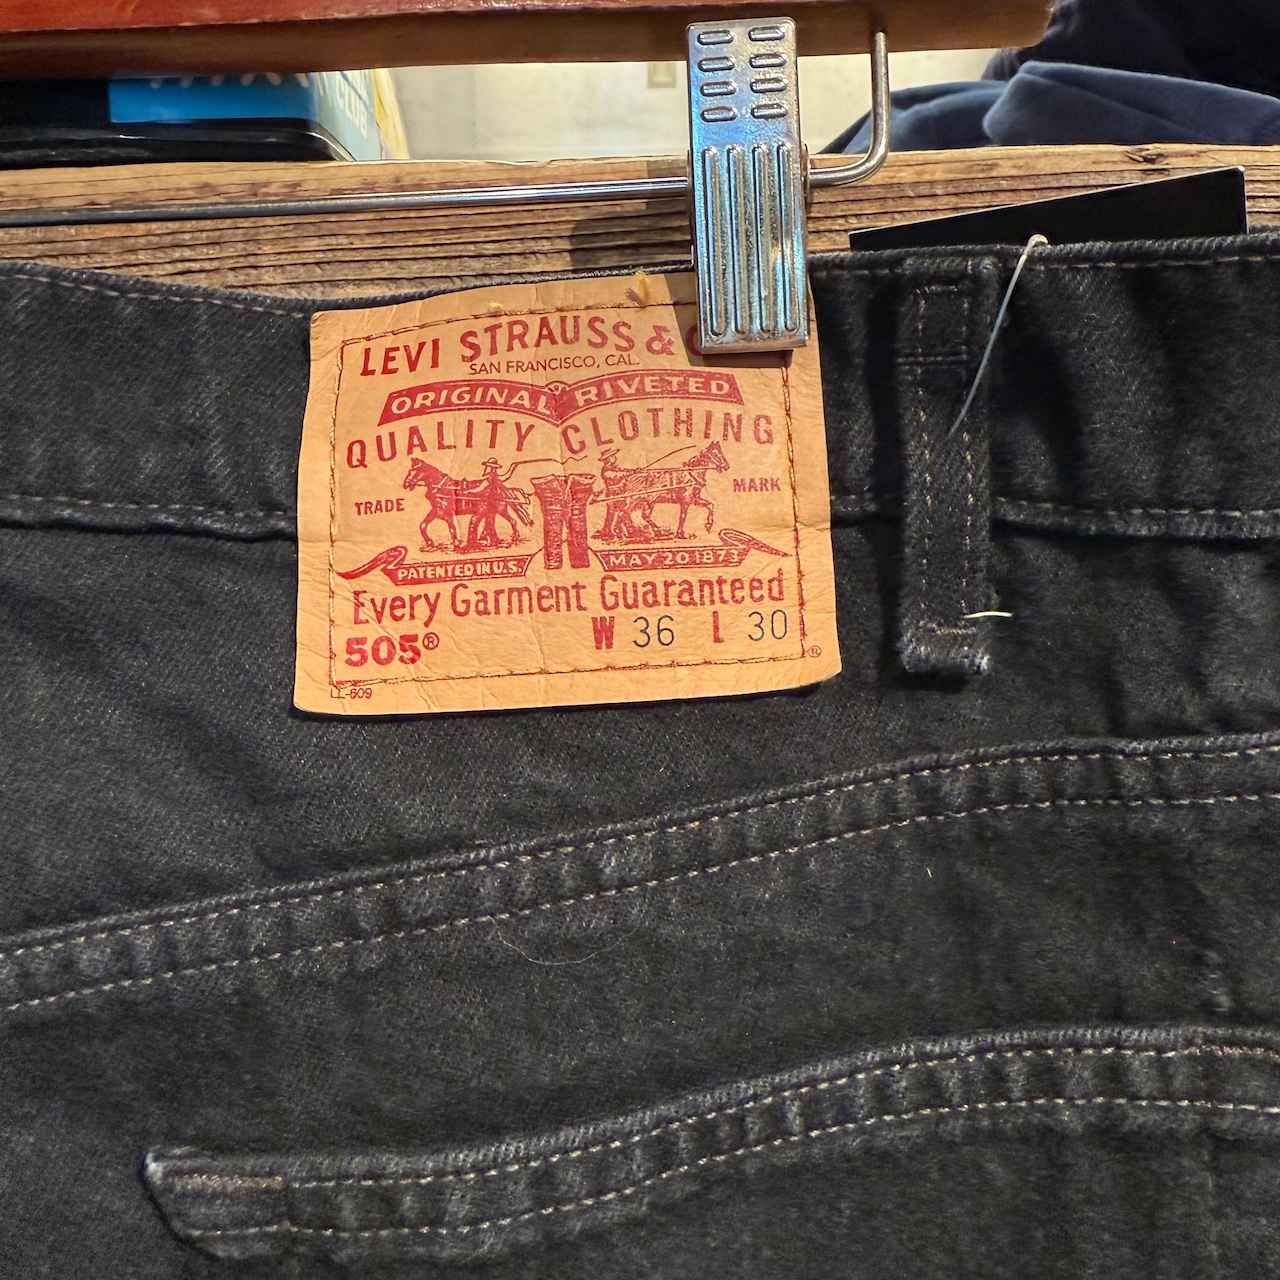 CLUB
LEVI STRAUSS &
SAN FRANCISCO, CAL.
ORIGINAL RIVETED
QUALITY CLOTHING
TRADE MARK
PATENTED IN U.S. MAY 20 1873
Every Garment Guaranteed
505® W 36 L 30
®
LL-609